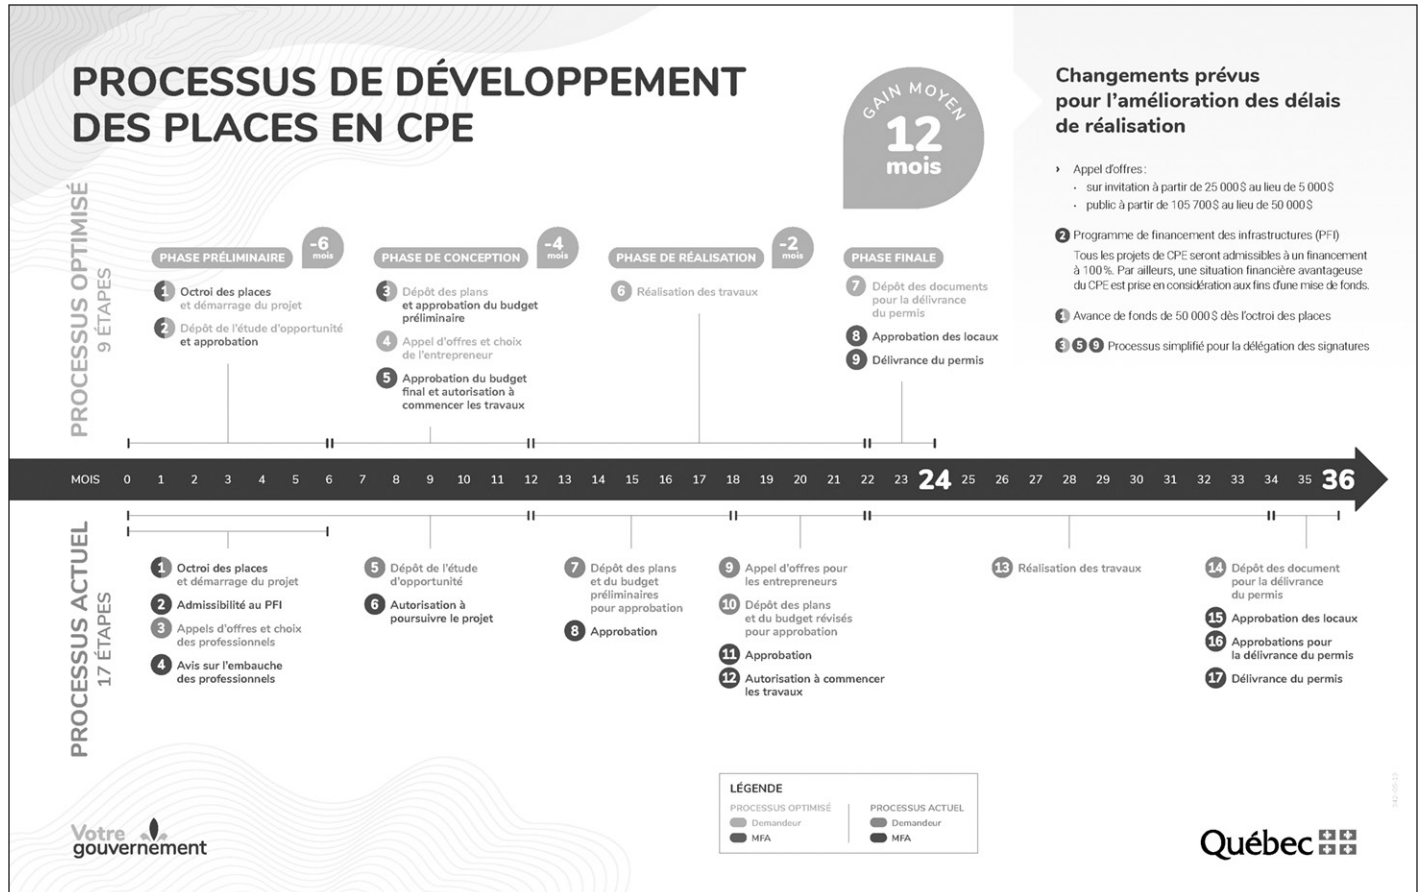 PROCESSUS DE DÉVELOPPEMENT
DES PLACES EN CPE
GAIN MOYEN
12
mois
Changements prévus
pour l'amélioration des délais
de réalisation
› Appel d'offres :
· sur invitation à partir de 25 000 $ au lieu de 5 000 $
· public à partir de 105 700 $ au lieu de 50 000 $
2 Programme de financement des infrastructures (PFI)
Tous les projets de CPE seront admissibles à un financement
à 100 %. Par ailleurs, une situation financière avantageuse
du CPE est prise en considération aux fins d'une mise de fonds.
1 Avance de fonds de 50 000 $ dès l'octroi des places
3 5 9 Processus simplifié pour la délégation des signatures
PROCESSUS OPTIMISÉ
9 ÉTAPES
PHASE PRÉLIMINAIRE
-6
mois
1 Octroi des places
et démarrage du projet
2 Dépôt de l'étude d'opportunité
et approbation
PHASE DE CONCEPTION
-4
mois
3 Dépôt des plans
et approbation du budget
préliminaire
4 Appel d'offres et choix
de l'entrepreneur
5 Approbation du budget
final et autorisation à
commencer les travaux
PHASE DE RÉALISATION
-2
mois
6 Réalisation des travaux
PHASE FINALE
7 Dépôt des documents
pour la délivrance
du permis
8 Approbation des locaux
9 Délivrance du permis
MOIS 0 1 2 3 4 5 6 7 8 9 10 11 12 13 14 15 16 17 18 19 20 21 22 23 24 25 26 27 28 29 30 31 32 33 34 35 36
PROCESSUS ACTUEL
17 ÉTAPES
1 Octroi des places
et démarrage du projet
2 Admissibilité au PFI
3 Appels d'offres et choix
des professionnels
4 Avis sur l'embauche
des professionnels
5 Dépôt de l'étude
d'opportunité
6 Autorisation à
poursuivre le projet
7 Dépôt des plans
et du budget
préliminaires
pour approbation
8 Approbation
9 Appel d'offres pour
les entrepreneurs
10 Dépôt des plans
et du budget révisés
pour approbation
11 Approbation
12 Autorisation à commencer
les travaux
13 Réalisation des travaux
14 Dépôt des document
pour la délivrance
du permis
15 Approbation des locaux
16 Approbations pour
la délivrance du permis
17 Délivrance du permis
LÉGENDE
PROCESSUS OPTIMISÉ
Demandeur
MFA
PROCESSUS ACTUEL
Demandeur
MFA
Votre
gouvernement
Québec